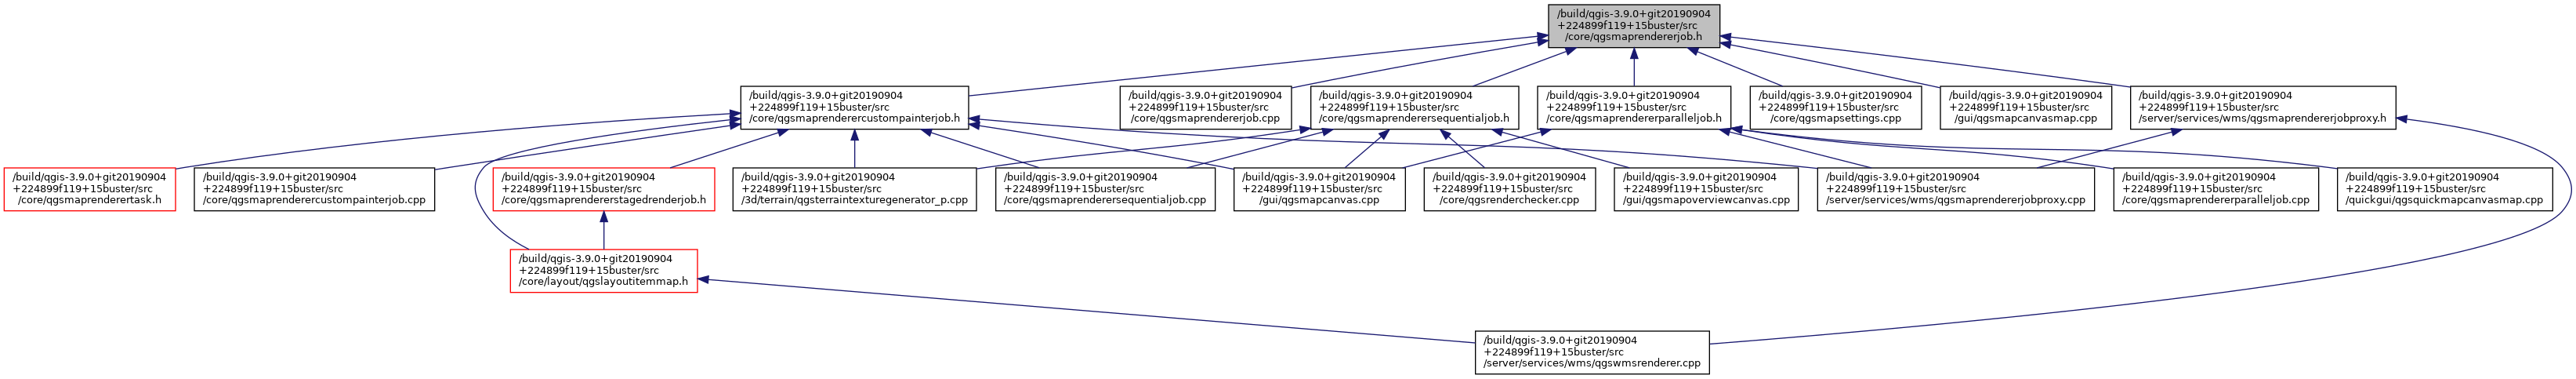 /build/qgis-3.9.0+git20190904
+224899f119+15buster/src
/core/qgsmaprendererjob.h
/build/qgis-3.9.0+git20190904
+224899f119+15buster/src
/core/qgsmaprenderercustompainterjob.h
/build/qgis-3.9.0+git20190904
+224899f119+15buster/src
/core/qgsmaprendererjob.cpp
/build/qgis-3.9.0+git20190904
+224899f119+15buster/src
/core/qgsmaprenderersequentialjob.h
/build/qgis-3.9.0+git20190904
+224899f119+15buster/src
/core/qgsmaprendererparalleljob.h
/build/qgis-3.9.0+git20190904
+224899f119+15buster/src
/core/qgsmapsettings.cpp
/build/qgis-3.9.0+git20190904
+224899f119+15buster/src
/gui/qgsmapcanvasmap.cpp
/build/qgis-3.9.0+git20190904
+224899f119+15buster/src
/server/services/wms/qgsmaprendererjobproxy.h
/build/qgis-3.9.0+git20190904
+224899f119+15buster/src
/core/qgsmaprenderertask.h
/build/qgis-3.9.0+git20190904
+224899f119+15buster/src
/core/qgsmaprenderercustompainterjob.cpp
/build/qgis-3.9.0+git20190904
+224899f119+15buster/src
/core/qgsmaprendererstagedrenderjob.h
/build/qgis-3.9.0+git20190904
+224899f119+15buster/src
/3d/terrain/qgsterraintexturegenerator_p.cpp
/build/qgis-3.9.0+git20190904
+224899f119+15buster/src
/core/qgsmaprenderersequentialjob.cpp
/build/qgis-3.9.0+git20190904
+224899f119+15buster/src
/gui/qgsmapcanvas.cpp
/build/qgis-3.9.0+git20190904
+224899f119+15buster/src
/core/qgsrenderchecker.cpp
/build/qgis-3.9.0+git20190904
+224899f119+15buster/src
/gui/qgsmapoverviewcanvas.cpp
/build/qgis-3.9.0+git20190904
+224899f119+15buster/src
/server/services/wms/qgsmaprendererjobproxy.cpp
/build/qgis-3.9.0+git20190904
+224899f119+15buster/src
/core/qgsmaprendererparalleljob.cpp
/build/qgis-3.9.0+git20190904
+224899f119+15buster/src
/quickgui/qgsquickmapcanvasmap.cpp
/build/qgis-3.9.0+git20190904
+224899f119+15buster/src
/core/layout/qgslayoutitemmap.h
/build/qgis-3.9.0+git20190904
+224899f119+15buster/src
/server/services/wms/qgswmsrenderer.cpp